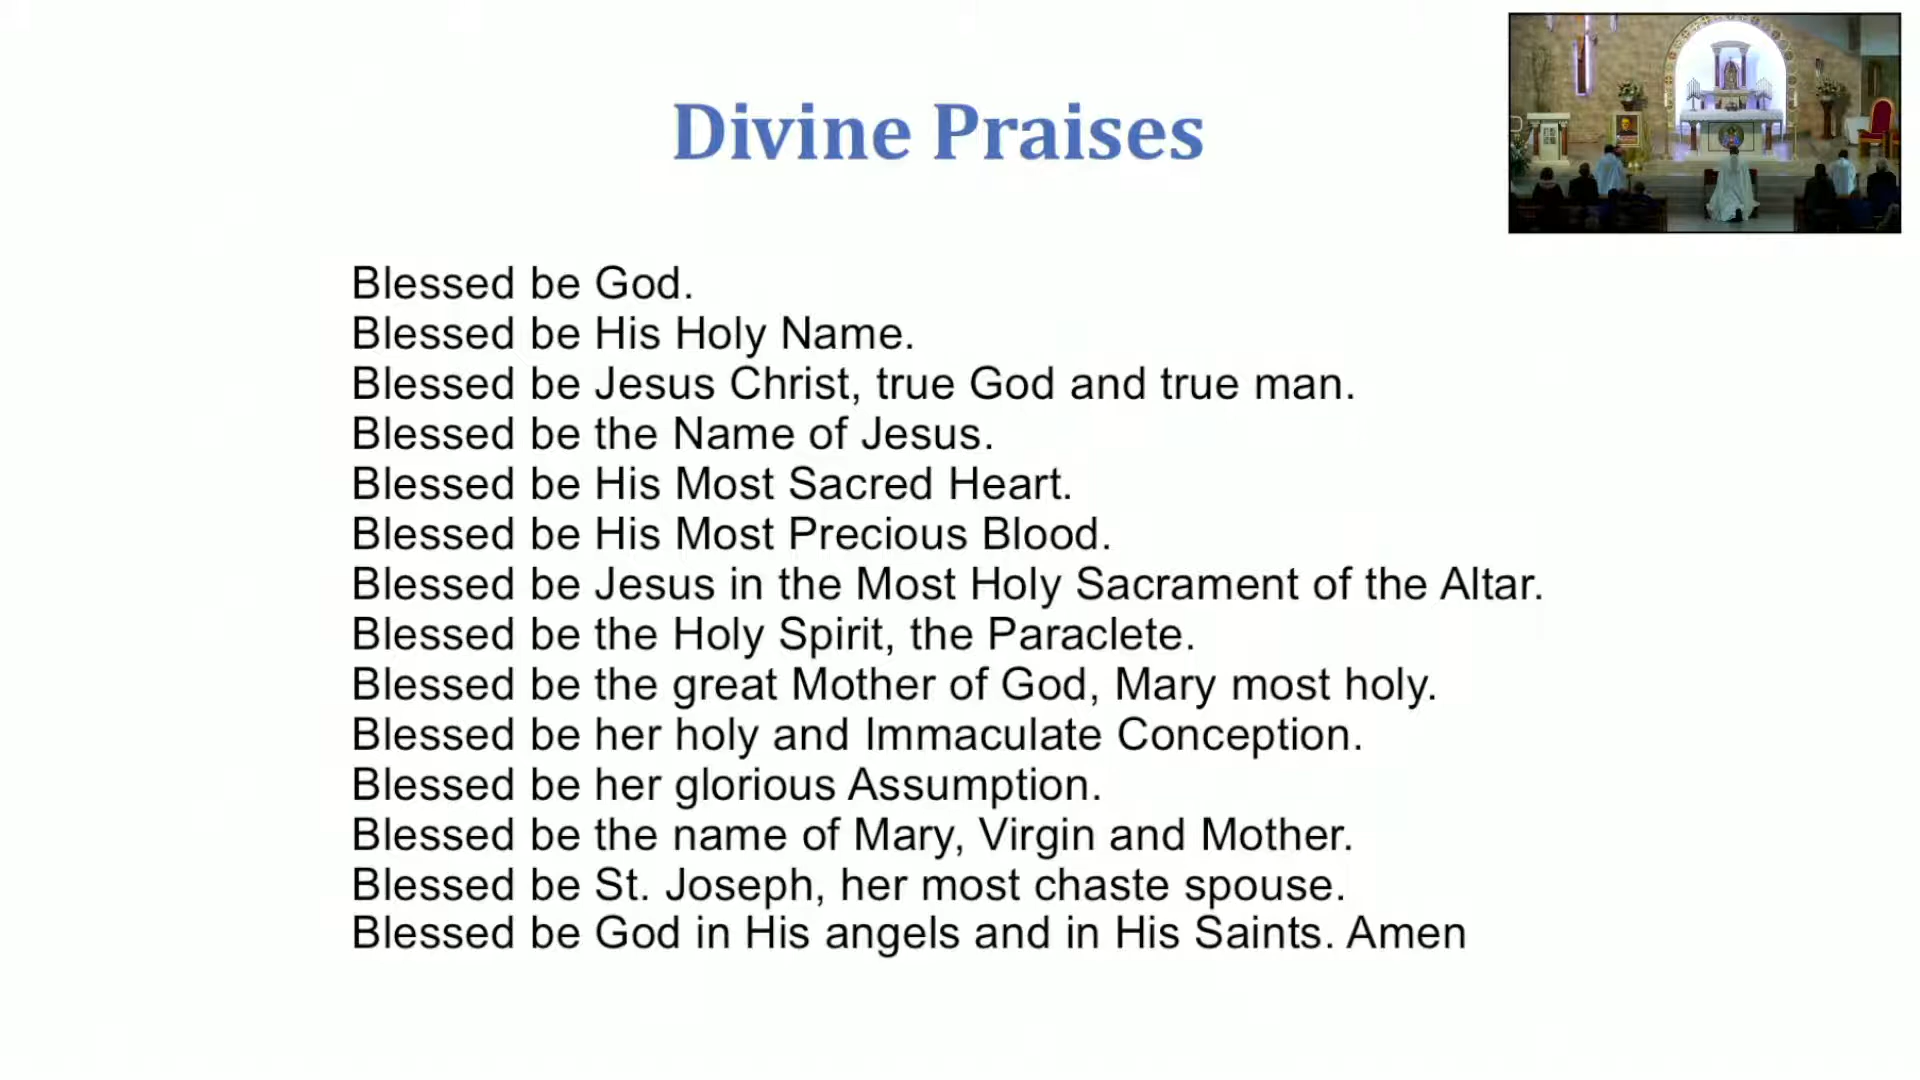 Divine Praises
Blessed be God.
Blessed be His Holy Name.
Blessed be Jesus Christ, true God and true man.
Blessed be the Name of Jesus.
Blessed be His Most Sacred Heart.
Blessed be His Most Precious Blood.
Blessed be Jesus in the Most Holy Sacrament of the Altar.
Blessed be the Holy Spirit, the Paraclete.
Blessed be the great Mother of God, Mary most holy.
Blessed be her holy and Immaculate Conception.
Blessed be her glorious Assumption.
Blessed be the name of Mary, Virgin and Mother.
Blessed be St. Joseph, her most chaste spouse.
Blessed be God in His angels and in His Saints. Amen